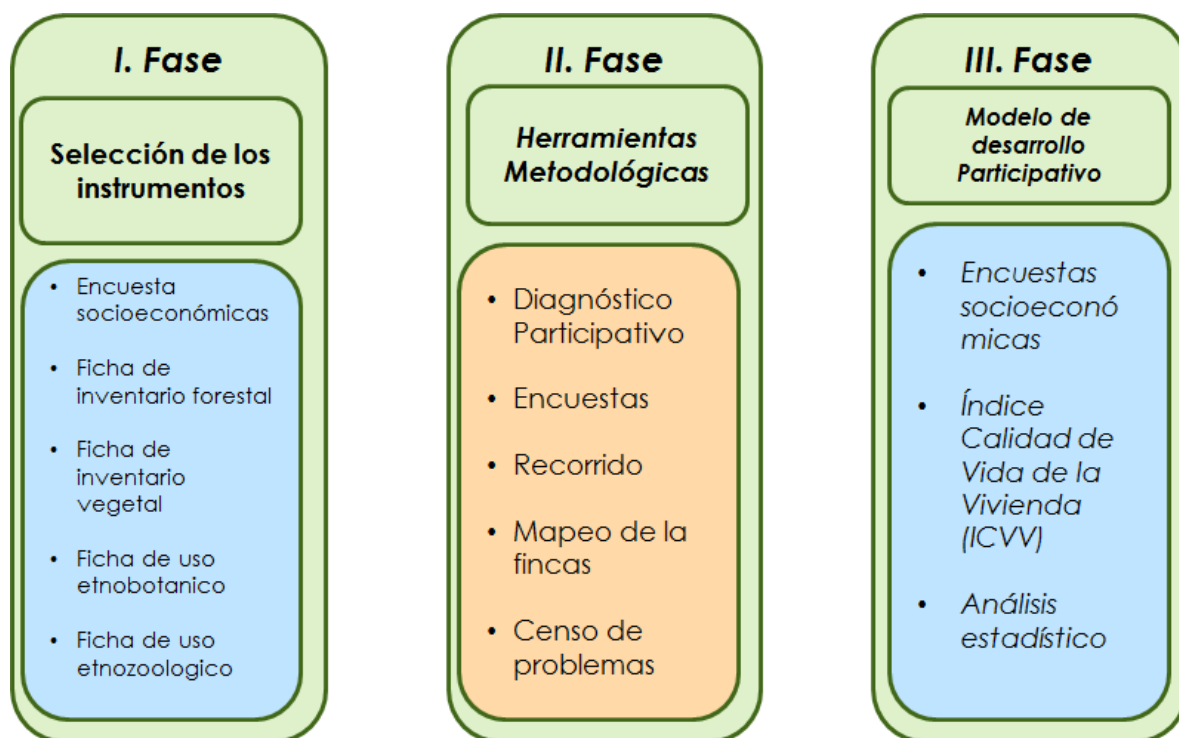 I. Fase
Selección de los
instrumentos
• Encuesta
socioeconómicas
• Ficha de
inventario forestal
• Ficha de
inventario
vegetal
• Ficha de uso
etnobotanico
• Ficha de uso
etnozoologico
II. Fase
Herramientas
Metodológicas
• Diagnóstico
Participativo
• Encuestas
• Recorrido
• Mapeo de la
fincas
• Censo de
problemas
III. Fase
Modelo de
desarrollo
Participativo
• Encuestas
socioeconó
micas
• Índice
Calidad de
Vida de la
Vivienda
(ICVV)
• Análisis
estadístico